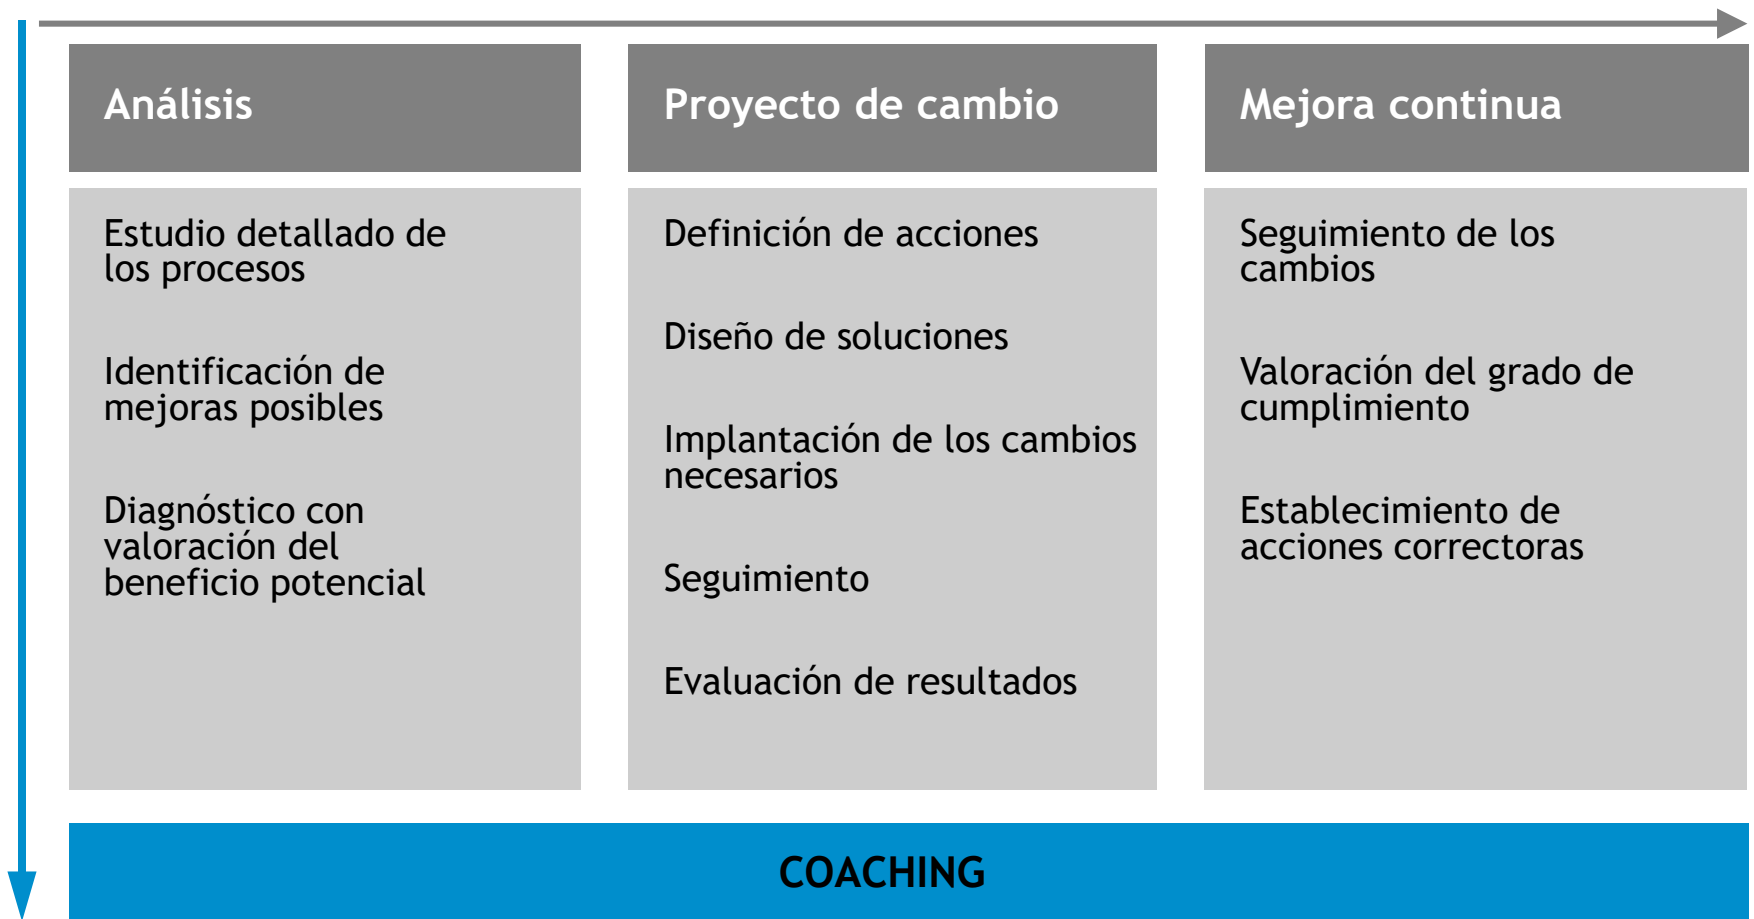 Análisis
Estudio detallado de
los procesos
Identificación de
mejoras posibles
Diagnóstico con
valoración del
beneficio potencial
Proyecto de cambio
Definición de acciones
Diseño de soluciones
Implantación de los cambios
necesarios
Seguimiento
Evaluación de resultados
Mejora continua
Seguimiento de los
cambios
Valoración del grado de
cumplimiento
Establecimiento de
acciones correctoras
COACHING